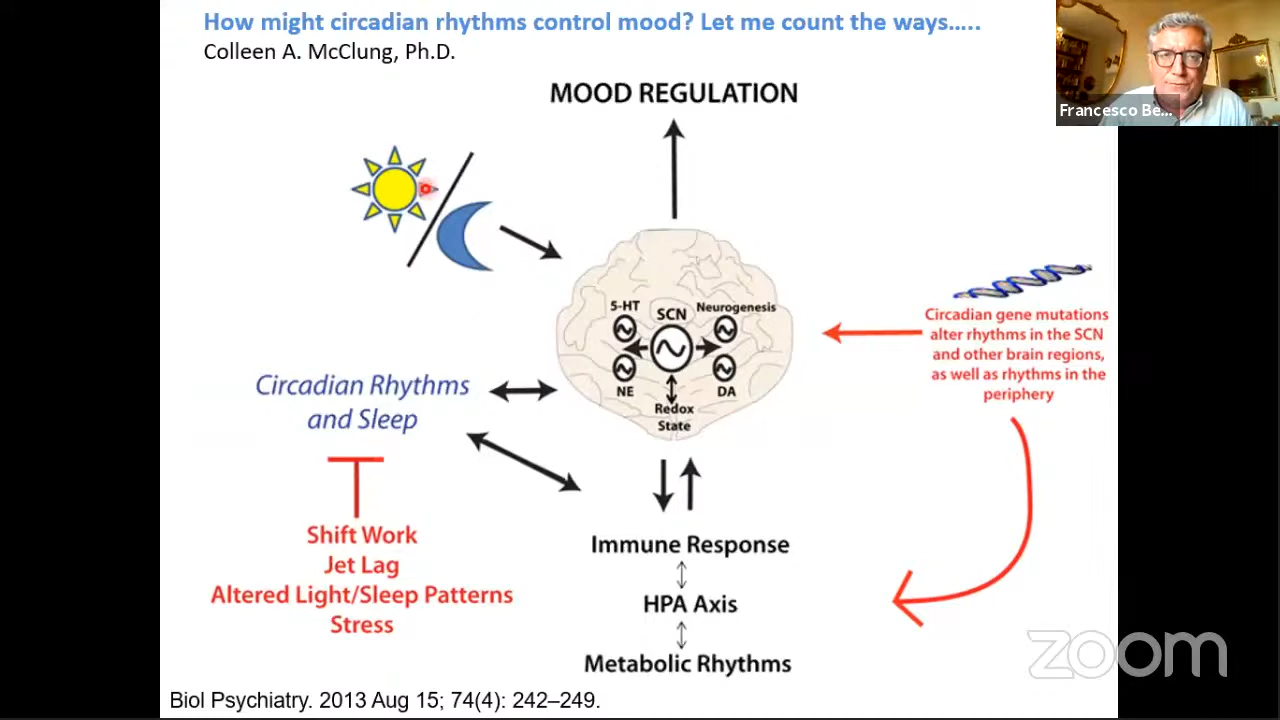 How might circadian rhythms control mood? Let me count the ways…..
Colleen A. McClung, Ph.D.
Francesco Be...
MOOD REGULATION
5-HT
SCN
Neurogenesis
NE
DA
Redox
State
Circadian gene mutations
alter rhythms in the SCN
and other brain regions,
as well as rhythms in the
periphery
Circadian Rhythms
and Sleep
Shift Work
Jet Lag
Altered Light/Sleep Patterns
Stress
Immune Response
HPA Axis
Metabolic Rhythms
zoom
Biol Psychiatry. 2013 Aug 15; 74(4): 242–249.